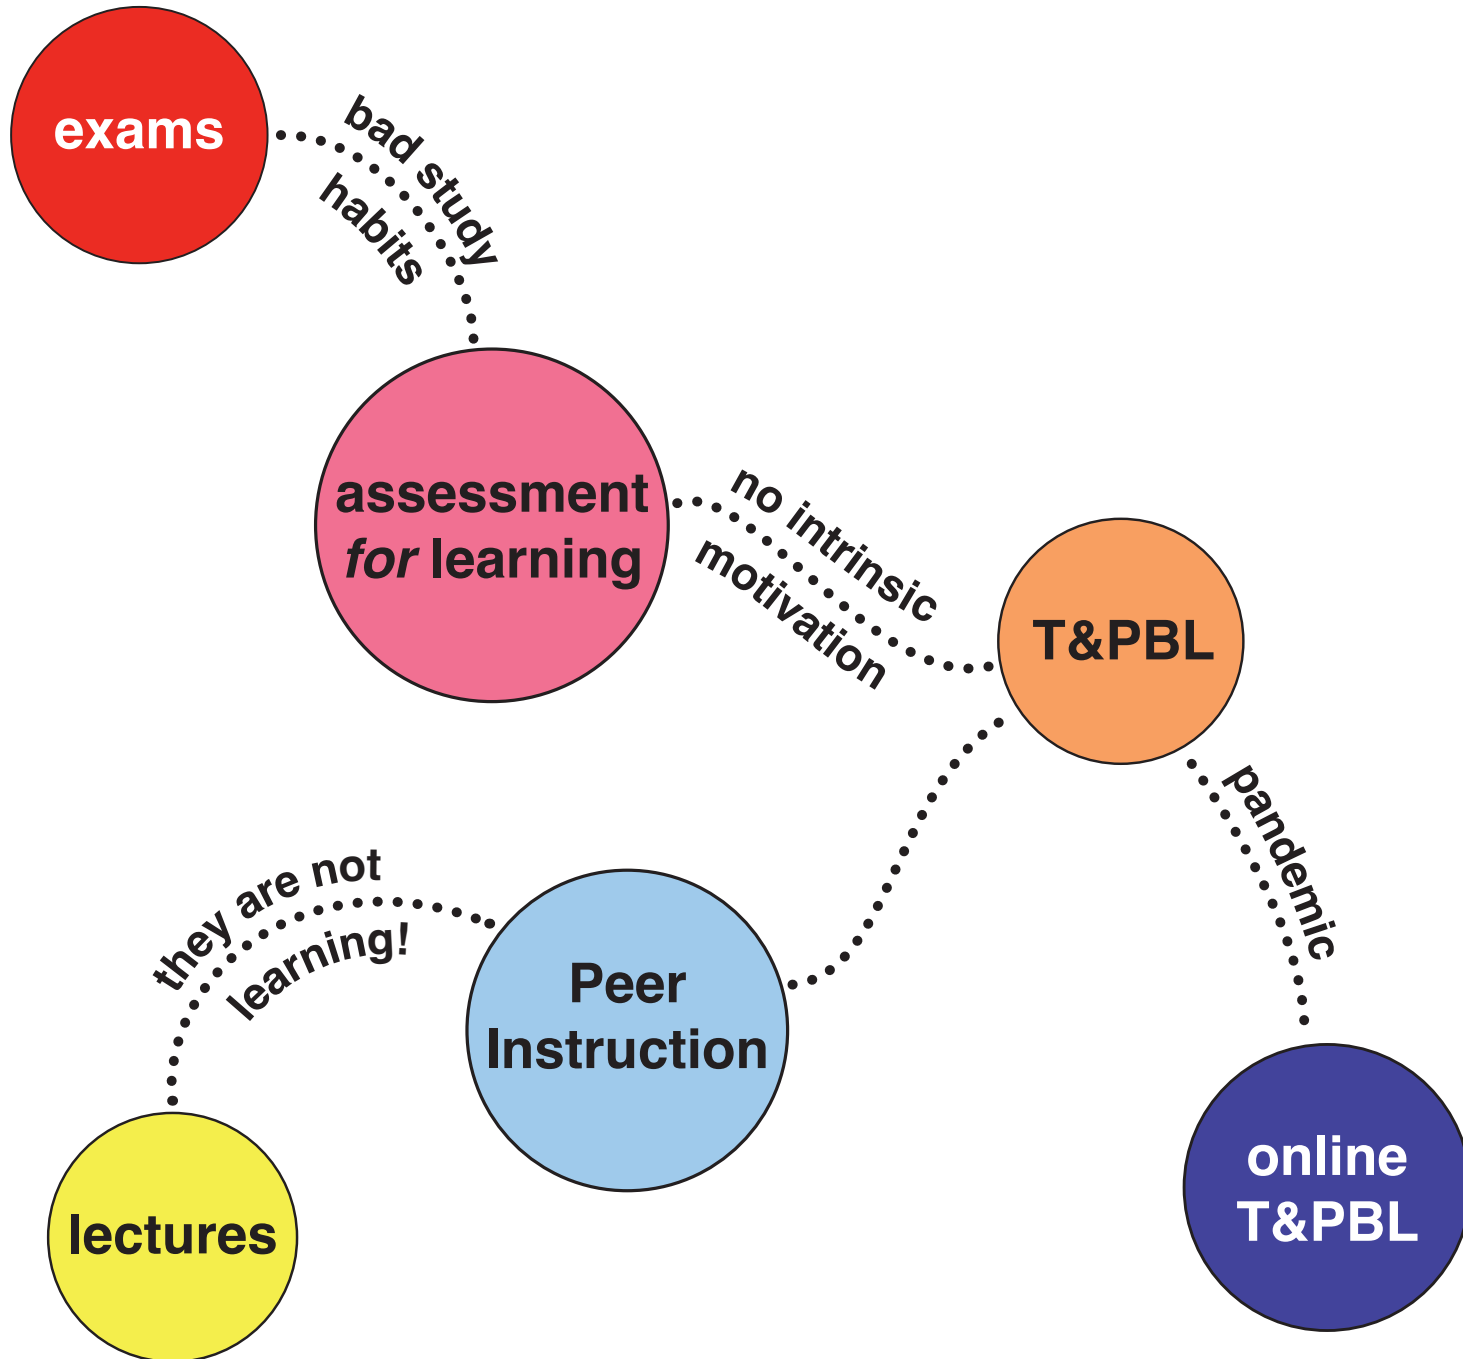 exams
bad study
habits
assessment
for learning
no intrinsic
motivation
T&PBL
pandemic
they are not
learning!
Peer
Instruction
lectures
online
T&PBL